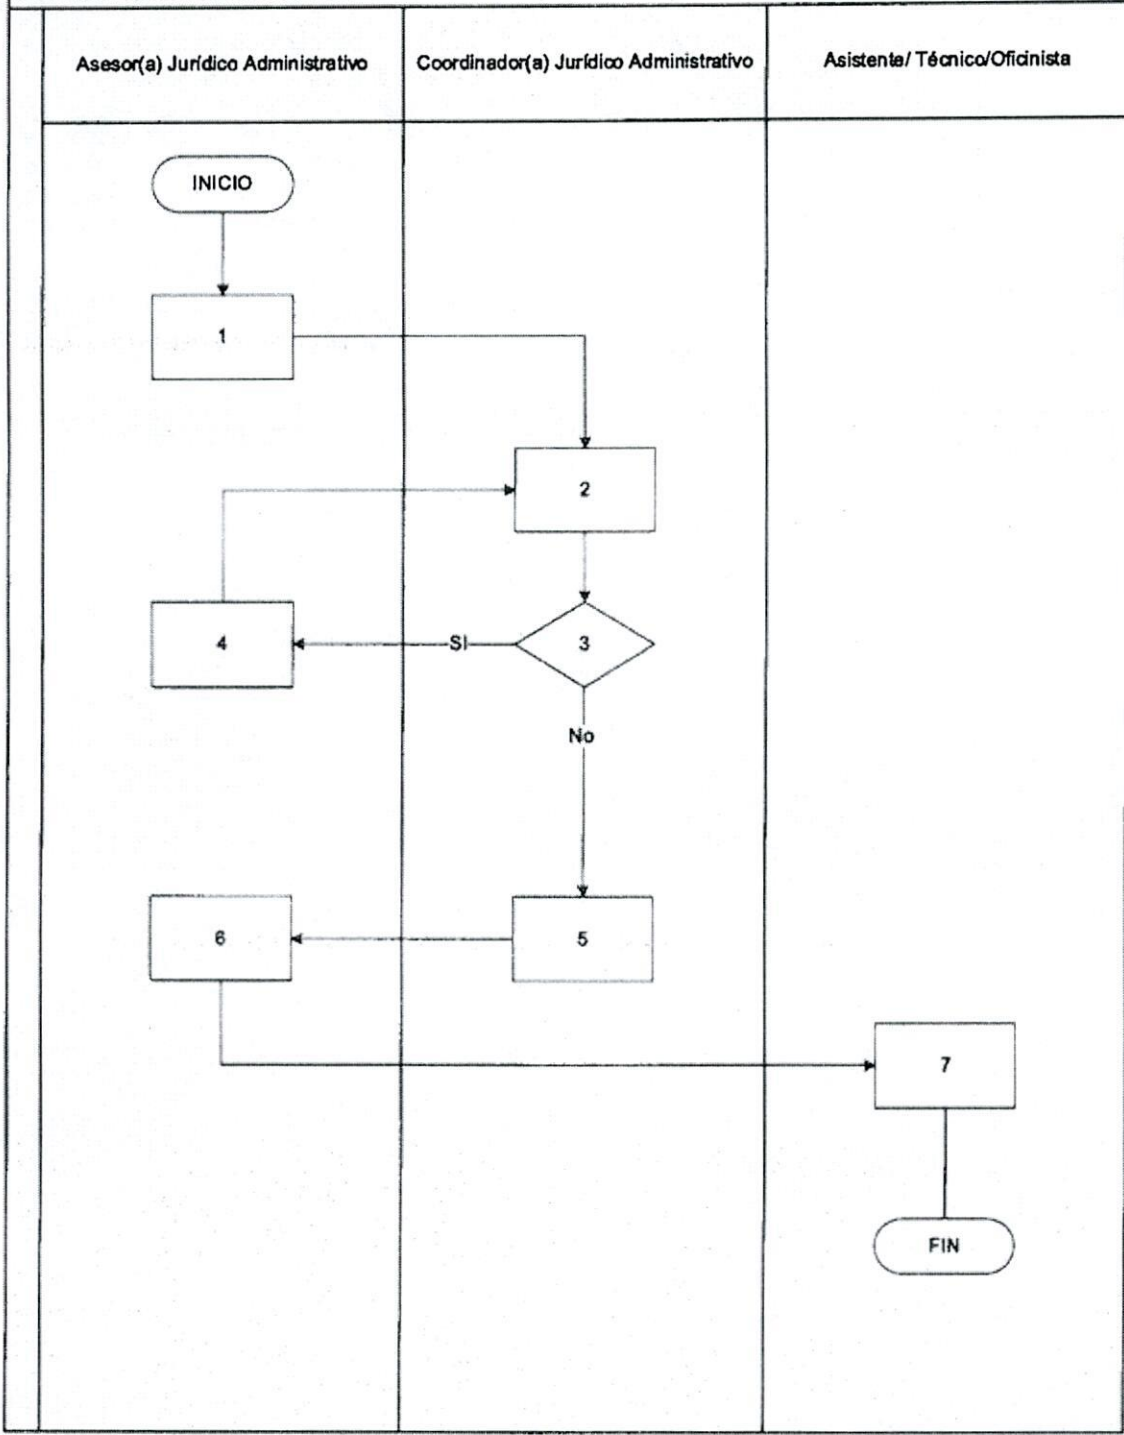 Asesor(a) Jurídico Administrativo
Coordinador(a) Jurídico Administrativo
Asistente/ Técnico/Oficinista
INICIO
1
2
4
SI
3
No
6
5
7
FIN